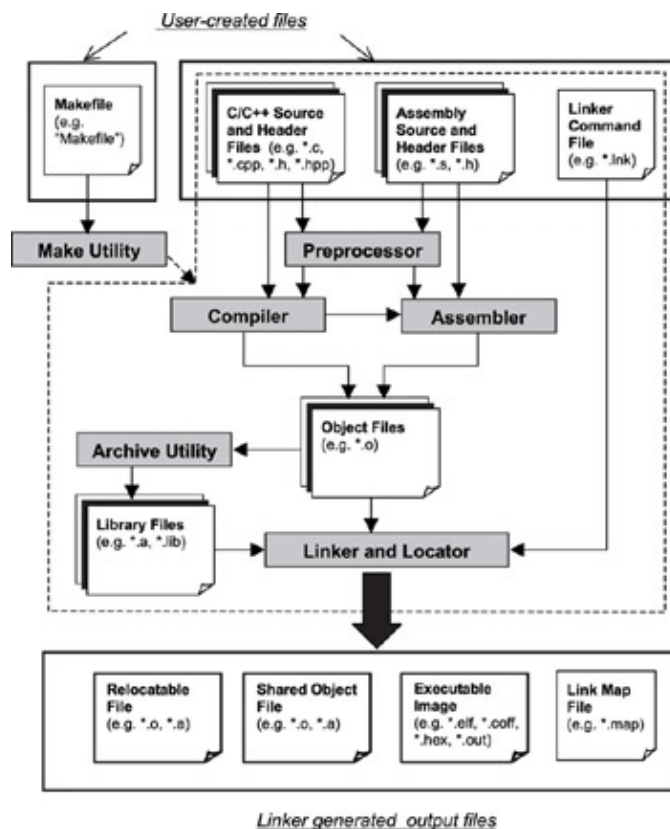 User-created files
Makefile
(e.g.
"Makefile")
C/C++ Source
and Header
Files (e.g. *.c,
*.cpp, *.h, *.hpp)
Assembly
Source and
Header Files
(e.g. *.s, *.h)
Linker
Command
File
(e.g. *.lnk)
Make Utility
Preprocessor
Compiler
Assembler
Object Files
(e.g. *.o)
Archive Utility
Library Files
(e.g. *.a, *.lib)
Linker and Locator
Relocatable
File
(e.g. *.o, *.a)
Shared Object
File
(e.g. *.o, *.a)
Executable
Image
(e.g. *.elf, *.coff,
*.hex, *.out)
Link Map
File
(e.g. *.map)
Linker generated output files